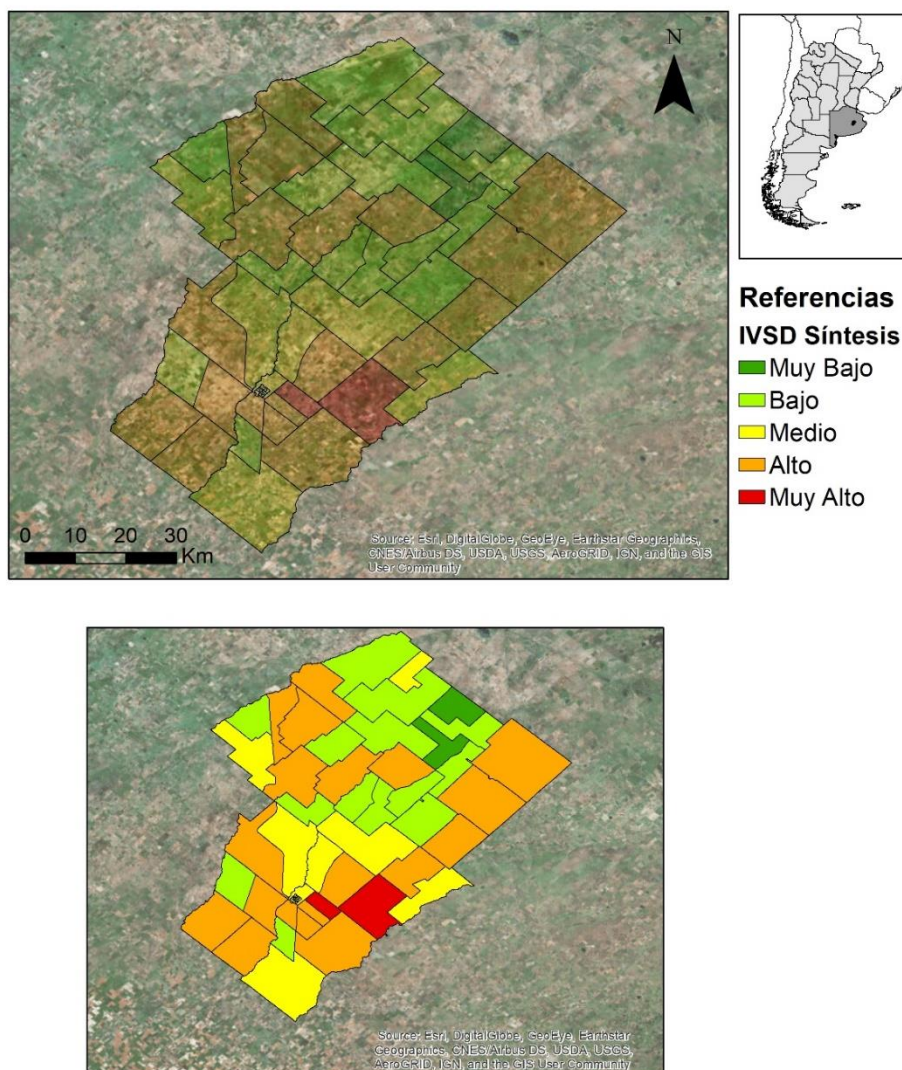 N
Referencias
IVSD Síntesis
Muy Bajo
Bajo
Medio
Alto
Muy Alto
0 10 20 30
Km
Source: Esri, DigitalGlobe, GeoEye, Earthstar Geographics,
CNES/Airbus DS, USDA, USGS, AeroGRID, IGN, and the GIS
User Community
Source: Esri, DigitalGlobe, GeoEye, Earthstar
Geographics, CNES/Airbus DS, USDA, USGS,
AeroGRID, IGN, and the GIS User Community